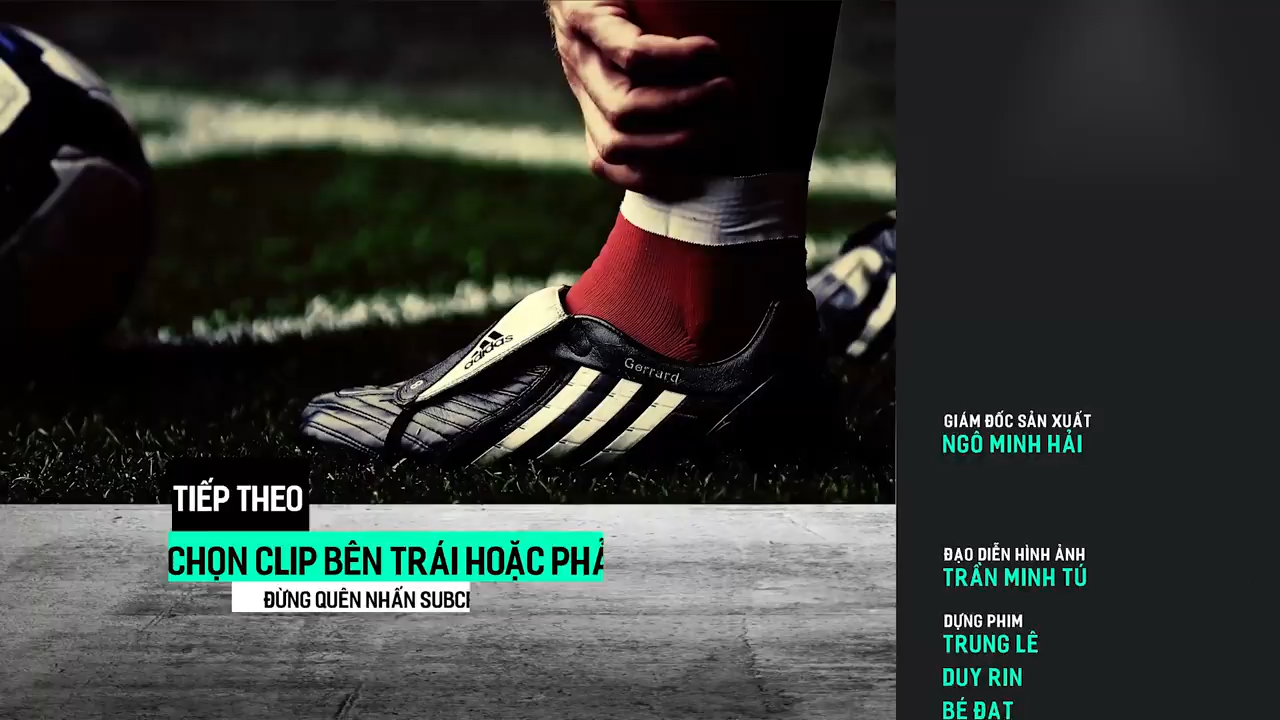 adidas
Gerrard
TIẾP THEO
CHỌN CLIP BÊN TRÁI HOẶC PHẢ
ĐỪNG QUÊN NHẤN SUBC
GIÁM ĐỐC SẢN XUẤT
NGÔ MINH HẢI
ĐẠO DIỄN HÌNH ẢNH
TRẦN MINH TÚ
DỰNG PHIM
TRUNG LÊ
DUY RIN
BÉ ĐẠT